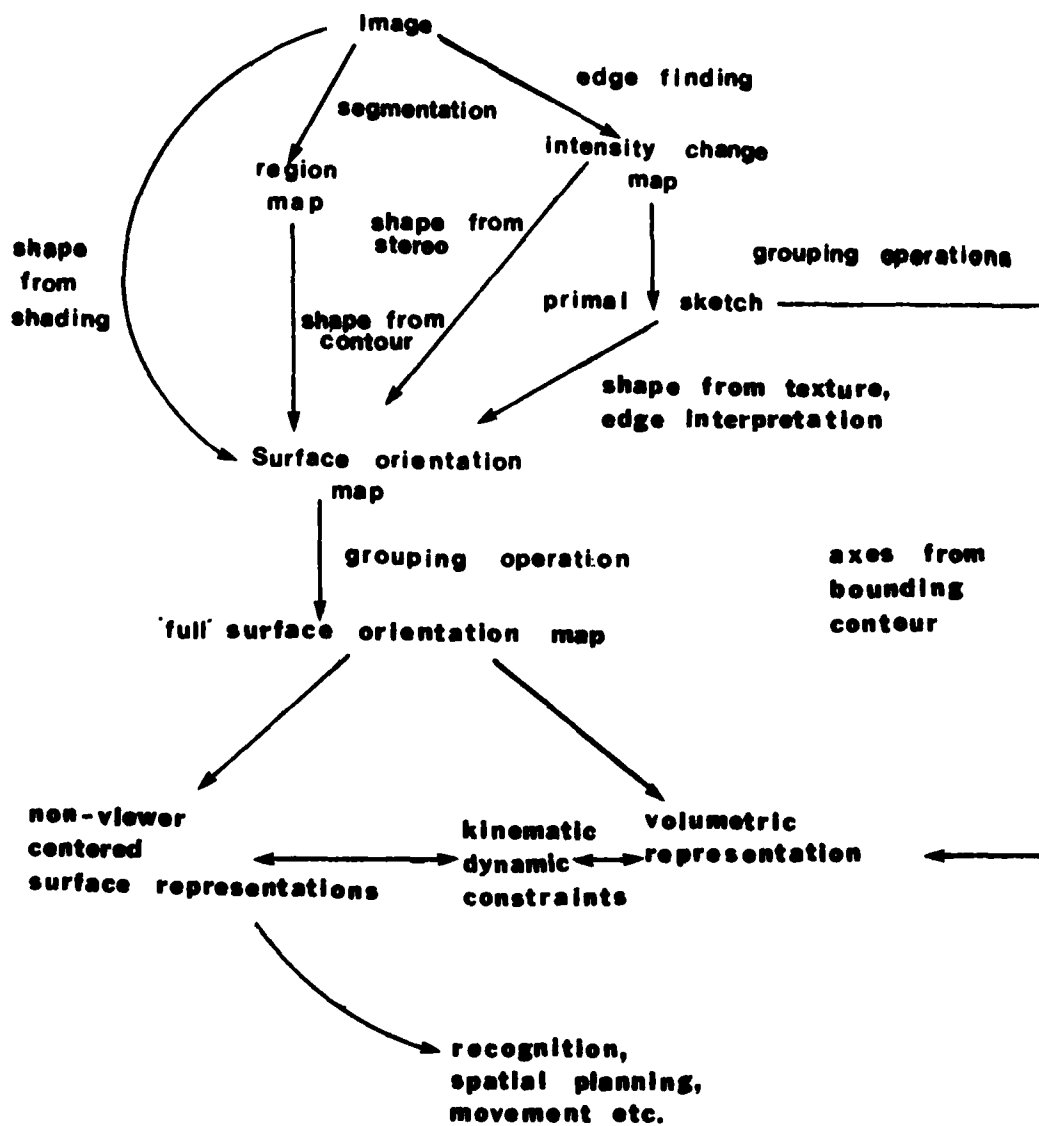 Image
edge finding
segmentation
intensity change
map
region
map
shape from
stereo
shape
from
shading
grouping operations
primal sketch
shape from
contour
shape from texture,
edge interpretation
Surface orientation
map
grouping operation
axes from
bounding
contour
'full' surface orientation map
non-viewer
centered
surface representations
kinematic
dynamic
constraints
volumetric
representation
recognition,
spatial planning,
movement etc.